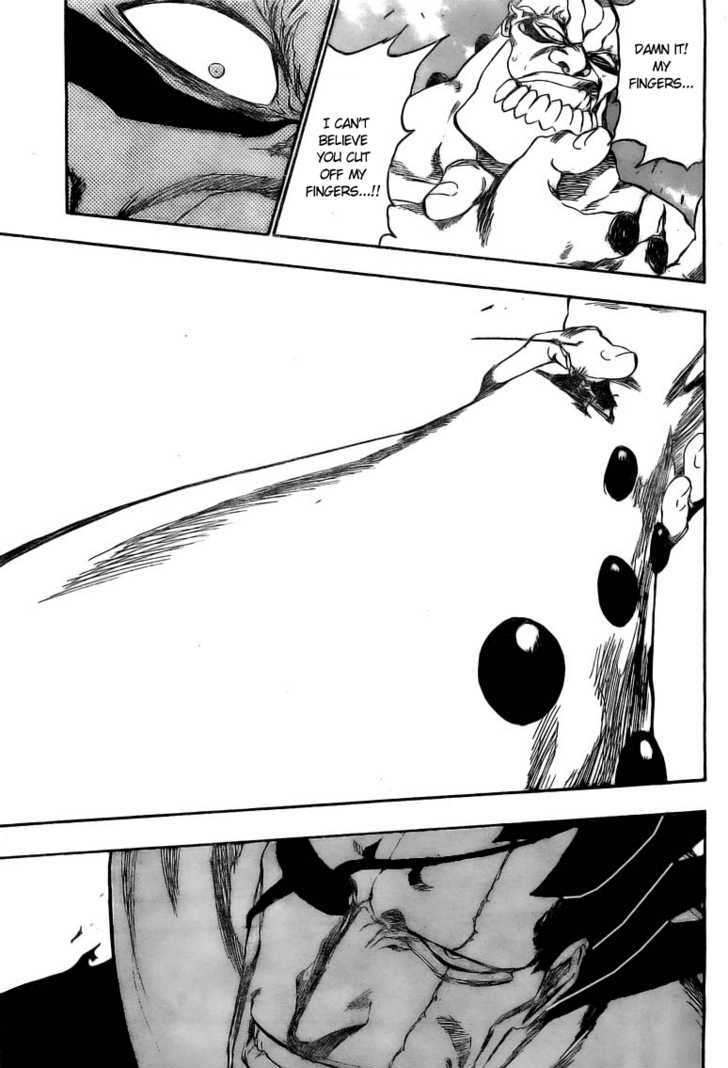 DAMN IT!
MY
FINGERS...
I CAN'T
BELIEVE
YOU CUT
OFF MY
FINGERS...!!